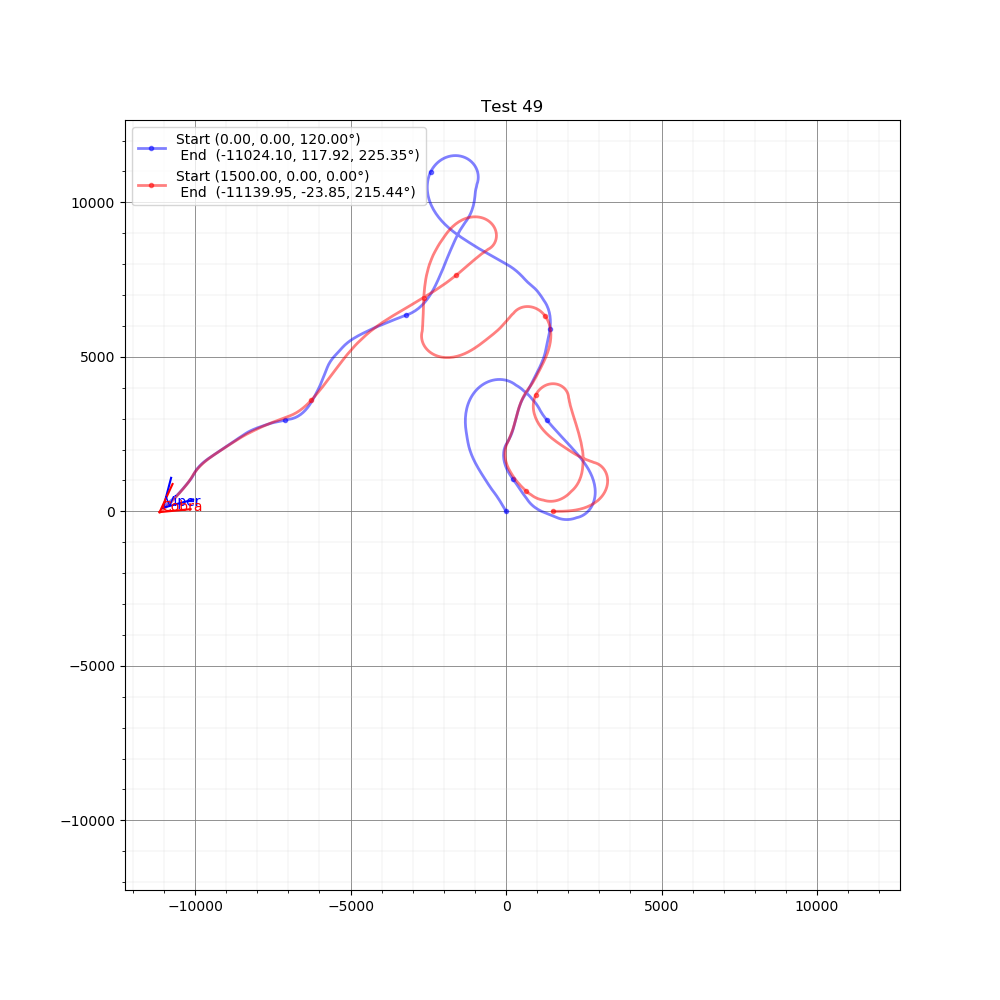 Test 49
Start (0.00, 0.00, 120.00°)
End  (-11024.10, 117.92, 225.35°)
Start (1500.00, 0.00, 0.00°)
End  (-11139.95, -23.85, 215.44°)
10000
5000
0
−5000
−10000
Viper
−10000
−5000
0
5000
10000